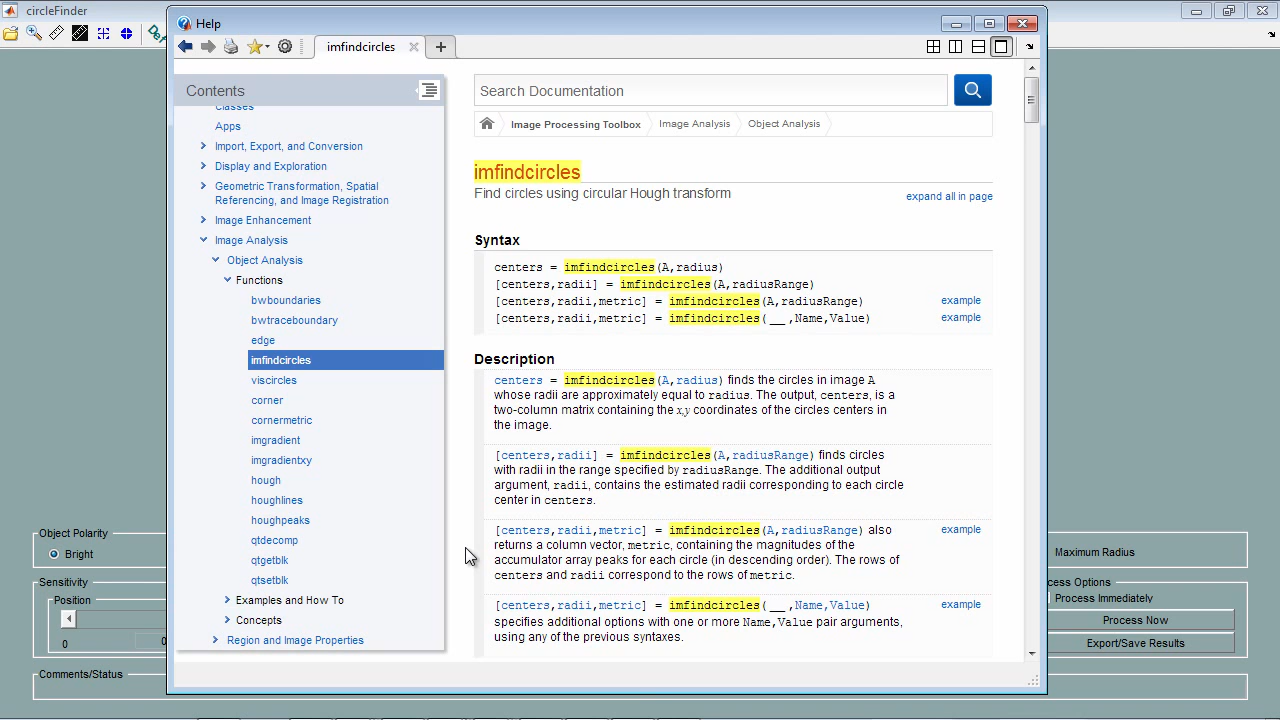 circleFinder
Help
imfindcircles
Contents
Classes
Apps
Import, Export, and Conversion
Display and Exploration
Geometric Transformation, Spatial
Referencing, and Image Registration
Image Enhancement
Image Analysis
Object Analysis
Functions
bwboundaries
bwtraceboundary
edge
imfindcircles
viscircles
corner
cornermetric
imgradient
imgradientxy
hough
houghlines
houghpeaks
qtdecomp
qtgetblk
qtsetblk
Examples and How To
Concepts
Region and Image Properties
Search Documentation
Image Processing Toolbox
Image Analysis
Object Analysis
imfindcircles
Find circles using circular Hough transform
expand all in page
Syntax
centers = imfindcircles(A,radius)
[centers,radii] = imfindcircles(A,radiusRange)
[centers,radii,metric] = imfindcircles(A,radiusRange) example
[centers,radii,metric] = imfindcircles(__,Name,Value) example
Description
centers = imfindcircles(A,radius) finds the circles in image A
whose radii are approximately equal to radius. The output, centers, is a
two-column matrix containing the x,y coordinates of the circles centers in
the image.
[centers,radii] = imfindcircles(A,radiusRange) finds circles
with radii in the range specified by radiusRange. The additional output
argument, radii, contains the estimated radii corresponding to each circle
center in centers.
[centers,radii,metric] = imfindcircles(A,radiusRange) also example
returns a column vector, metric, containing the magnitudes of the
accumulator array peaks for each circle (in descending order). The rows of
centers and radii correspond to the rows of metric.
[centers,radii,metric] = imfindcircles(__,Name,Value) example
specifies additional options with one or more Name,Value pair arguments,
using any of the previous syntaxes.
Object Polarity
Bright
Sensitivity
Position
0
0
Comments/Status
Maximum Radius
cess Options
Process Immediately
Process Now
Export/Save Results